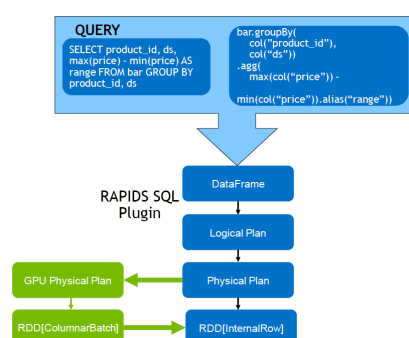 QUERY
SELECT product_id, ds,
max(price) – min(price) AS
range FROM bar GROUP BY
product_id, ds
bar.groupBy(
col("product_id"),
col("ds"))
.agg(
max(col("price")) -
min(col("price")).alias("range"))
DataFrame
RAPIDS SQL
Plugin
Logical Plan
GPU Physical Plan
Physical Plan
RDD[ColumnarBatch]
RDD[InternalRow]